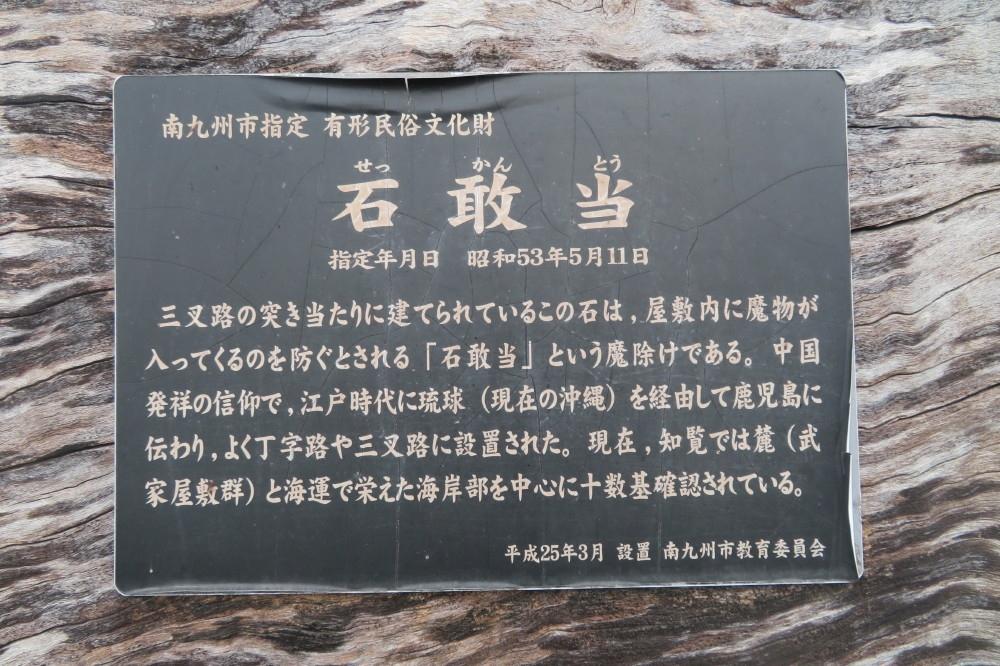 南九州市指定 有形民俗文化財
せっ かん とう
石敢当
指定年月日 昭和53年5月11日
三叉路の突き当たりに建てられているこの石は,屋敷内に魔物が
入ってくるのを防ぐとされる「石敢当」という魔除けである。中国
発祥の信仰で,江戸時代に琉球(現在の沖縄)を経由して鹿児島に
伝わり,よく丁字路や三叉路に設置された。現在,知覧では麓(武
家屋敷群)と海運で栄えた海岸部を中心に十数基確認されている。
平成25年3月 設置 南九州市教育委員会